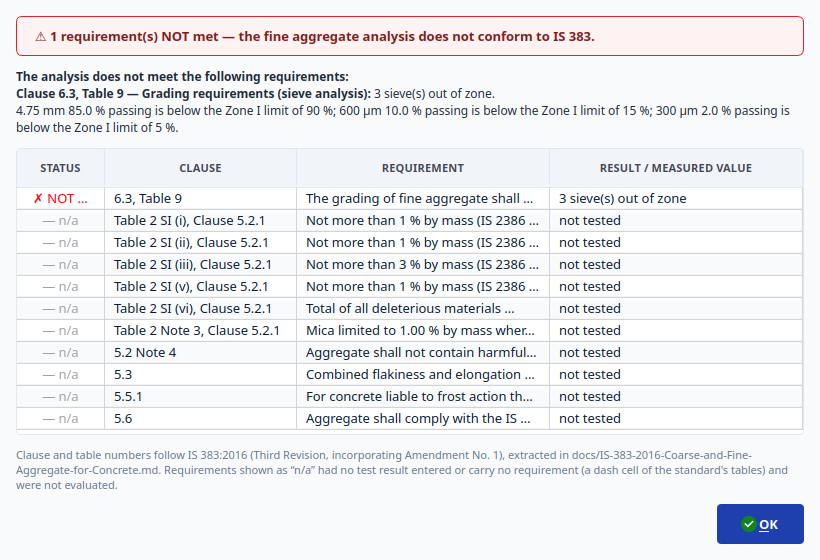 ⚠ 1 requirement(s) NOT met — the fine aggregate analysis does not conform to IS 383.
The analysis does not meet the following requirements:
Clause 6.3, Table 9 — Grading requirements (sieve analysis): 3 sieve(s) out of zone.
4.75 mm 85.0 % passing is below the Zone I limit of 90 %; 600 µm 10.0 % passing is below the Zone I limit of 15 %; 300 µm 2.0 % passing is
below the Zone I limit of 5 %.
STATUS CLAUSE REQUIREMENT RESULT / MEASURED VALUE
✗ NOT ... 6.3, Table 9 The grading of fine aggregate shall ... 3 sieve(s) out of zone
— n/a Table 2 SI (i), Clause 5.2.1 Not more than 1 % by mass (IS 2386 ... not tested
— n/a Table 2 SI (ii), Clause 5.2.1 Not more than 1 % by mass (IS 2386 ... not tested
— n/a Table 2 SI (iii), Clause 5.2.1 Not more than 3 % by mass (IS 2386 ... not tested
— n/a Table 2 SI (v), Clause 5.2.1 Not more than 1 % by mass (IS 2386 ... not tested
— n/a Table 2 SI (vi), Clause 5.2.1 Total of all deleterious materials ... not tested
— n/a Table 2 Note 3, Clause 5.2.1 Mica limited to 1.00 % by mass wher... not tested
— n/a 5.2 Note 4 Aggregate shall not contain harmful... not tested
— n/a 5.3 Combined flakiness and elongation ... not tested
— n/a 5.5.1 For concrete liable to frost action th... not tested
— n/a 5.6 Aggregate shall comply with the IS ... not tested
Clause and table numbers follow IS 383:2016 (Third Revision, incorporating Amendment No. 1), extracted in docs/IS-383-2016-Coarse-and-Fine-
Aggregate-for-Concrete.md. Requirements shown as “n/a” had no test result entered or carry no requirement (a dash cell of the standard's tables) and
were not evaluated.
OK